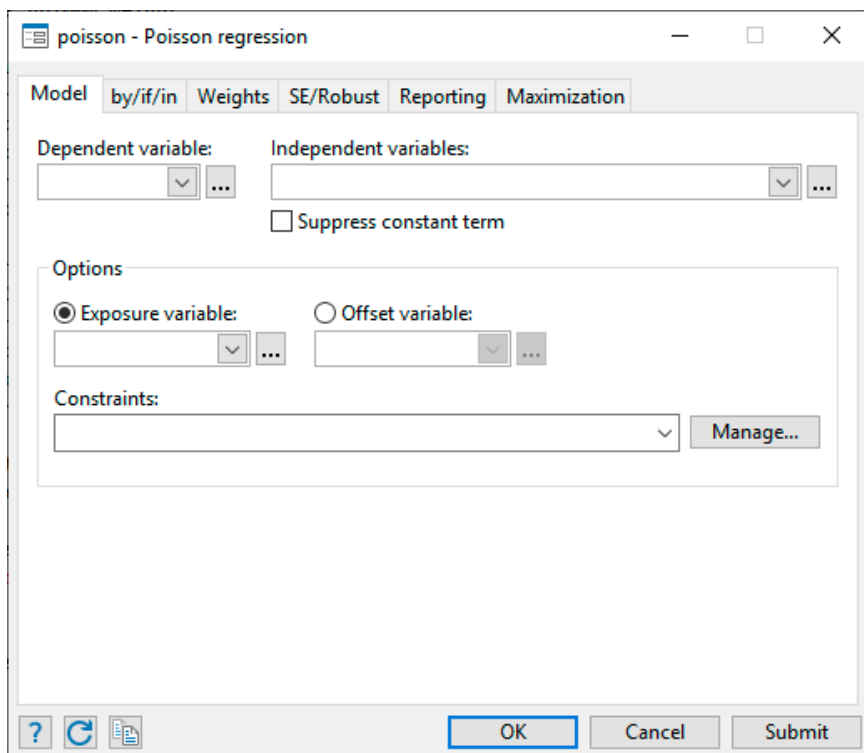 poisson - Poisson regression
Model by/if/in Weights SE/Robust Reporting Maximization
Dependent variable: Independent variables:
... ...
Suppress constant term
Options
Exposure variable: Offset variable:
... ...
Constraints:
Manage...
? OK Cancel Submit